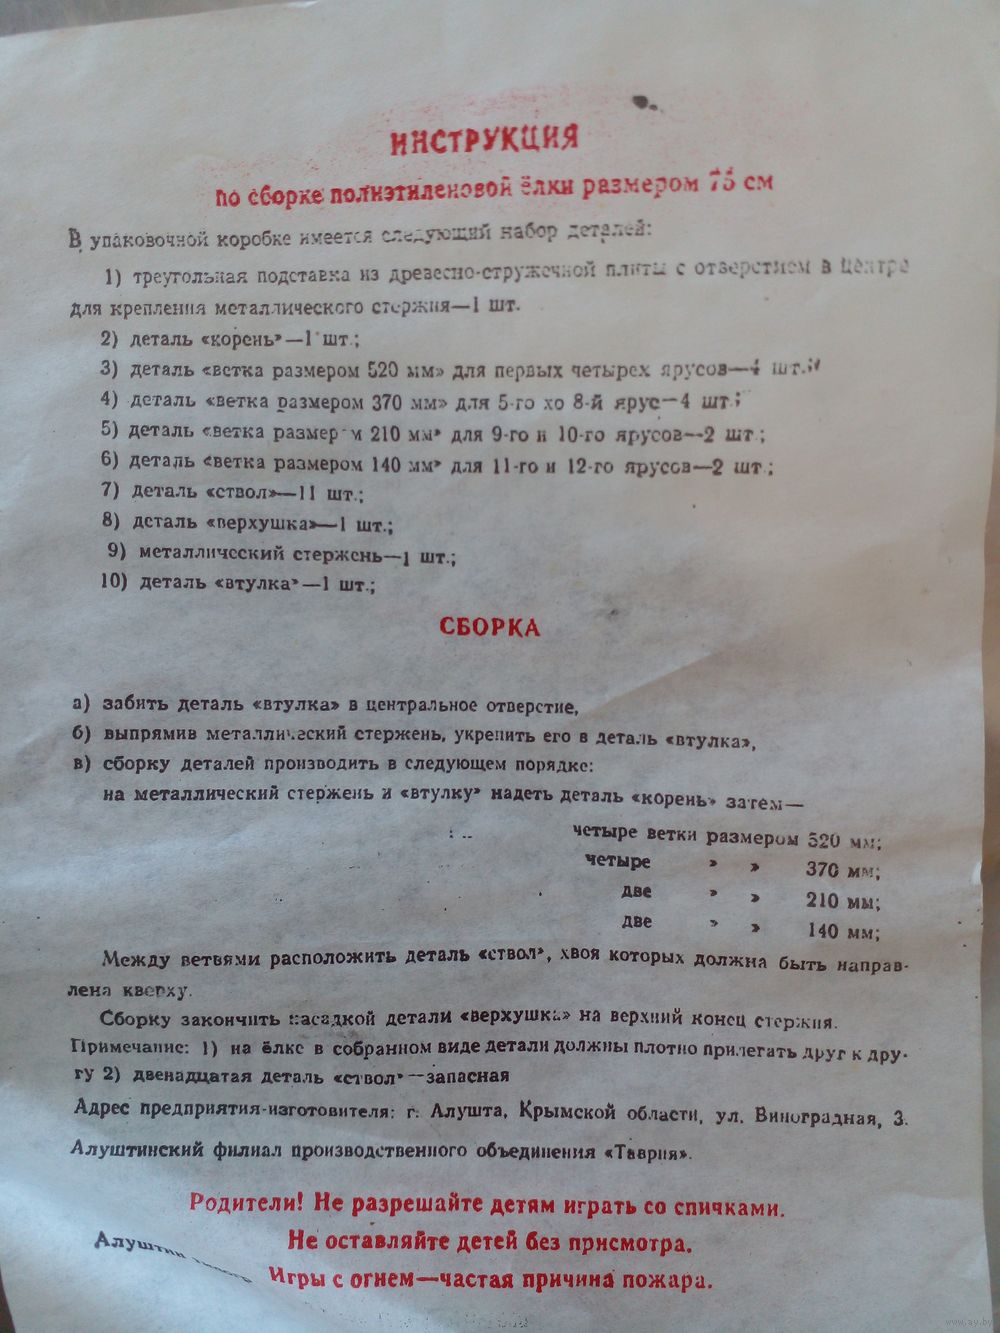 ИНСТРУКЦИЯ
по сборке полиэтиленовой ёлки размером 75 см
В упаковочной коробке имеется следующий набор деталей:
1) треугольная подставка из древесно-стружечной плиты с отверстием в центре
для крепления металлического стержня—1 шт.
2) деталь «корень»—1 шт.;
3) деталь «ветка размером 520 мм» для первых четырех ярусов—4 шт.;
4) деталь «ветка размером 370 мм» для 5-го хо 8-й ярус—4 шт.;
5) деталь «ветка размером 210 мм» для 9-го и 10-го ярусов—2 шт.;
6) деталь «ветка размером 140 мм» для 11-го и 12-го ярусов—2 шт.;
7) деталь «ствол»—11 шт.;
8) деталь «верхушка»—1 шт.;
9) металлический стержень—1 шт.;
10) деталь «втулка»—1 шт.;
СБОРКА
а) забить деталь «втулка» в центральное отверстие,
б) выпрямив металлический стержень, укрепить его в деталь «втулка»,
в) сборку деталей производить в следующем порядке:
на металлический стержень и «втулку» надеть деталь «корень» затем—
четыре ветки размером 520 мм;
четыре » » 370 мм;
две » » 210 мм;
две » » 140 мм;
Между ветвями расположить деталь «ствол», хвоя которых должна быть направ-
лена кверху.
Сборку закончить насадкой детали «верхушка» на верхний конец стержня.
Примечание: 1) на ёлке в собранном виде детали должны плотно прилегать друг к дру-
гу 2) двенадцатая деталь «ствол»—запасная
Адрес предприятия-изготовителя: г. Алушта, Крымской области, ул. Виноградная, 3.
Алуштинский филиал производственного объединения «Таврия».
Родители! Не разрешайте детям играть со спичками.
Не оставляйте детей без присмотра.
Алуштин
Игры с огнем—частая причина пожара.
www.ay.by